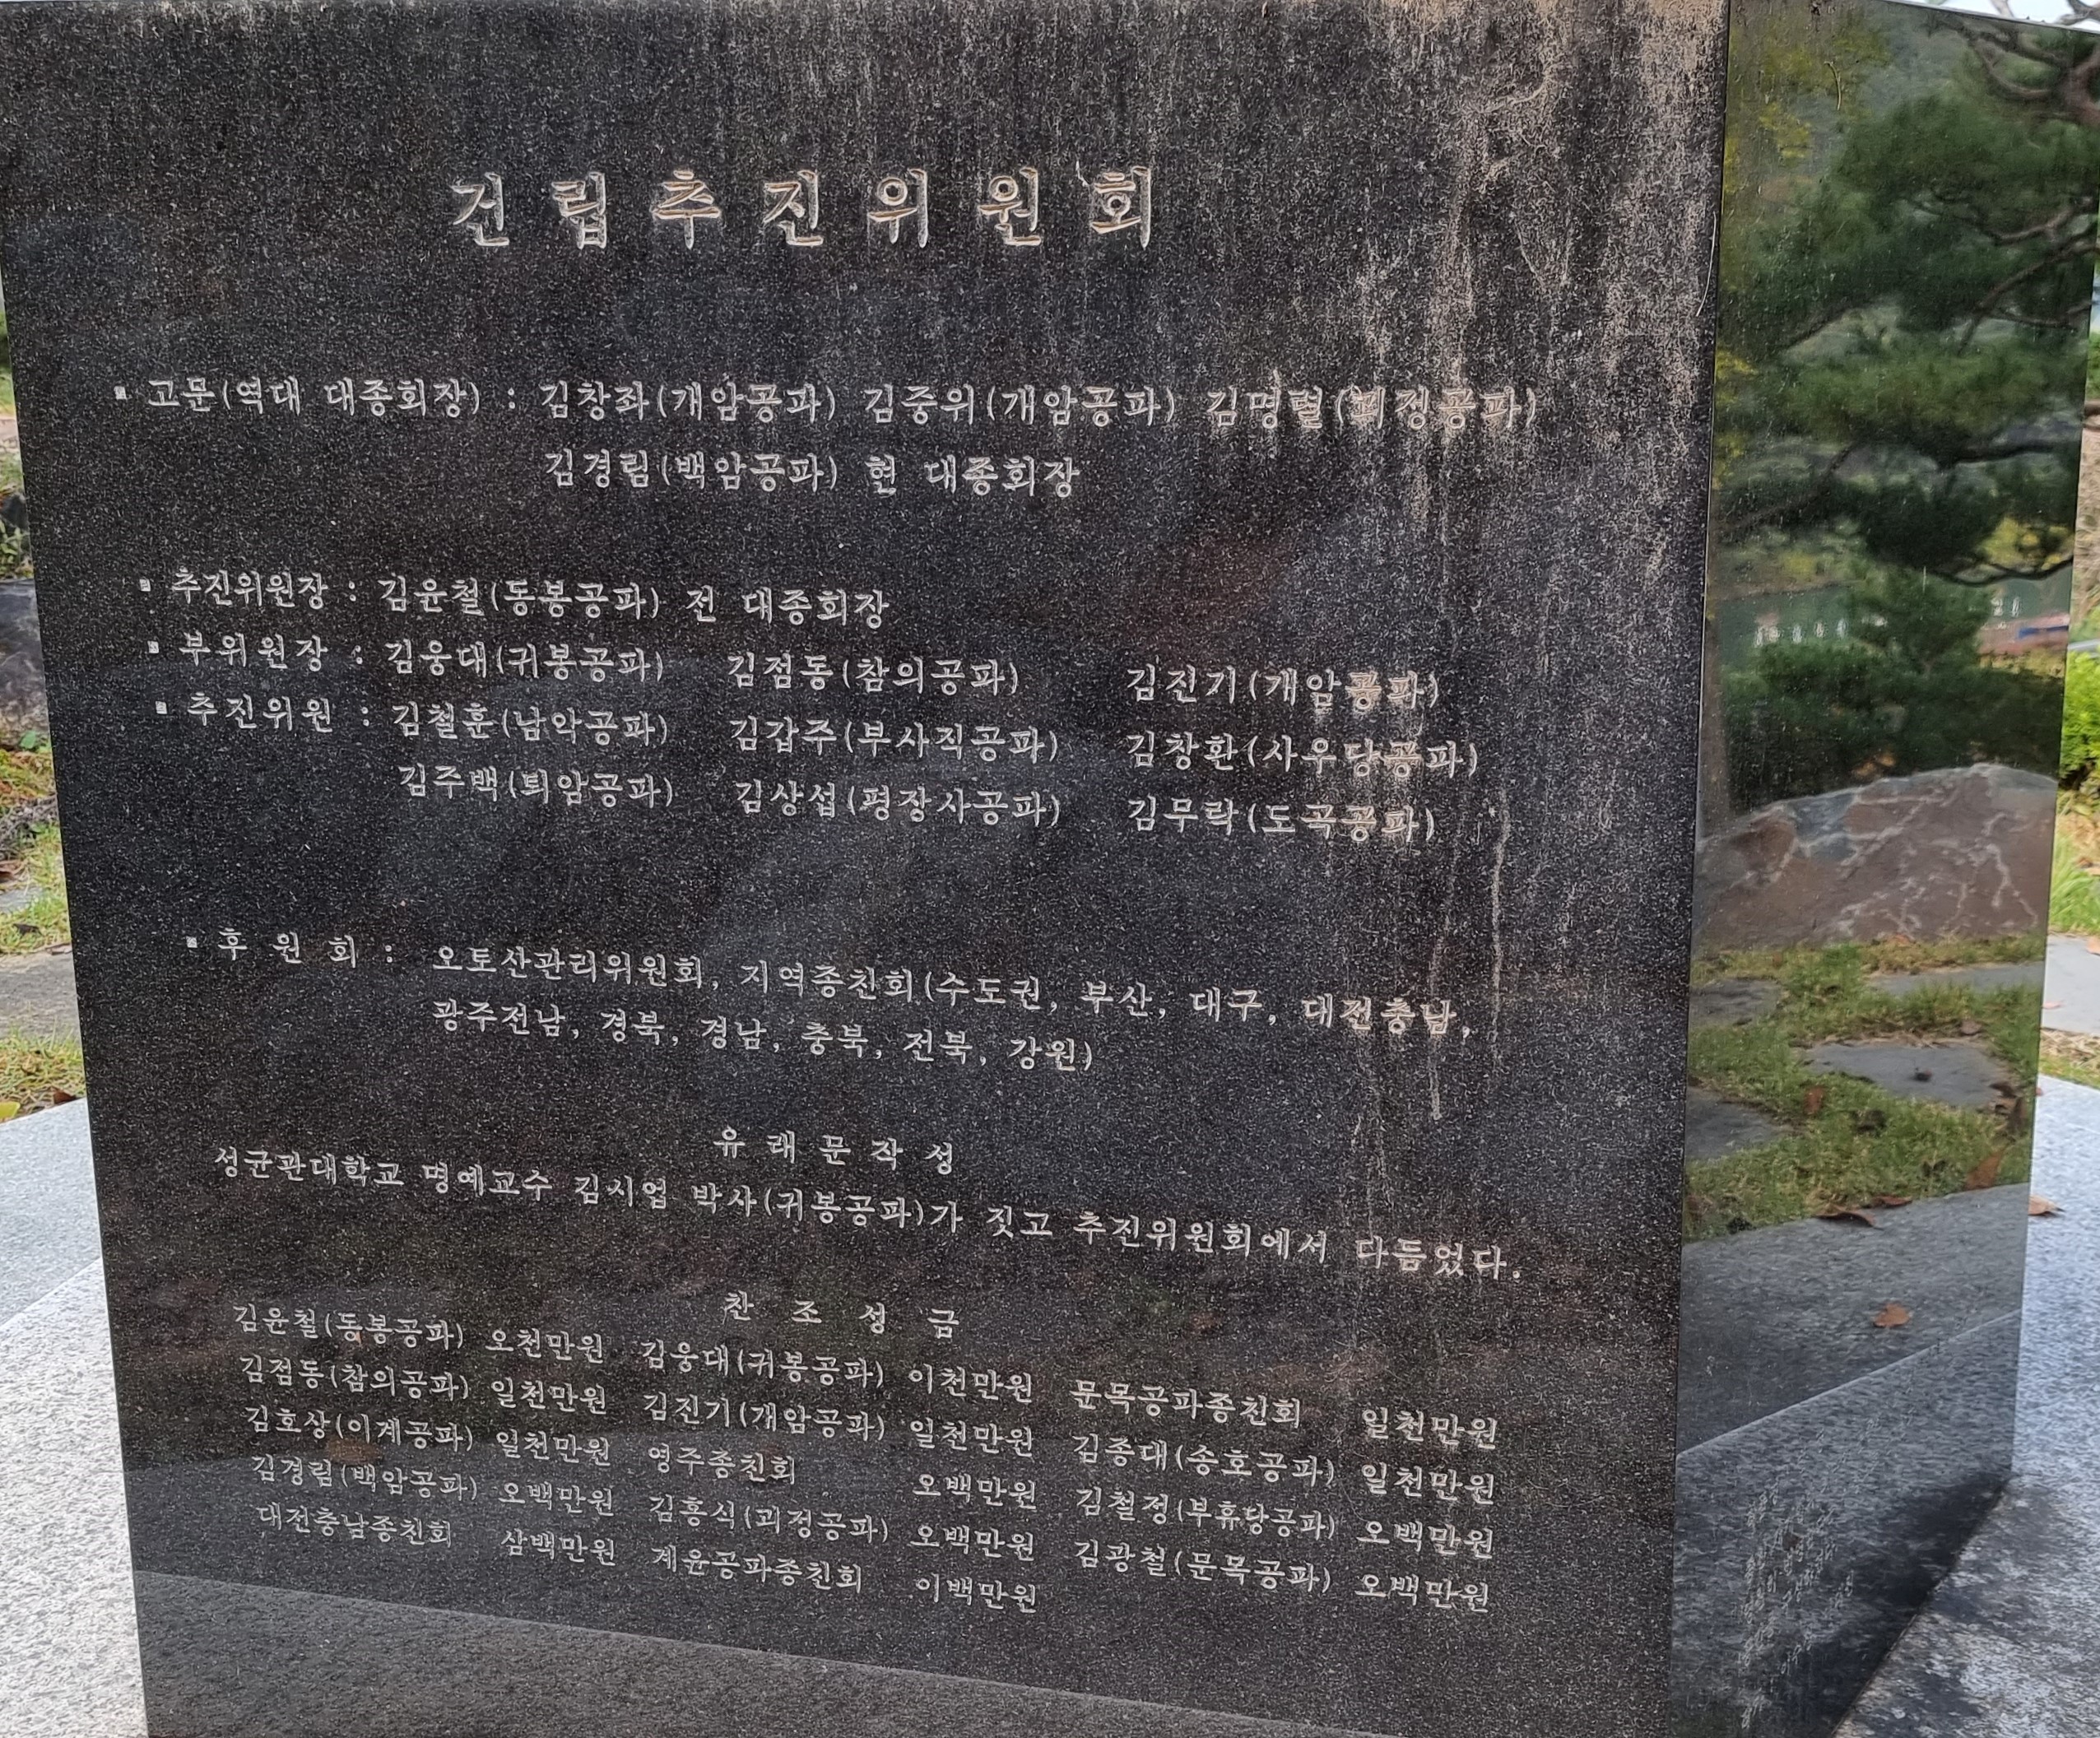 건립추진위원회
▪ 고문(역대 대종회장) : 김창좌(개암공파) 김중위(개암공파) 김명렬(괴정공파)
김경림(백암공파) 현 대종회장
▪ 추진위원장 : 김윤철(동봉공파) 전 대종회장
▪ 부위원장 : 김웅대(귀봉공파) 김점동(참의공파) 김진기(개암공파)
▪ 추진위원 : 김철훈(남악공파) 김갑주(부사직공파) 김창환(사우당공파)
김주백(퇴암공파) 김상섭(평장사공파) 김무락(도곡공파)
▪ 후 원 회 : 오토산관리위원회, 지역종친회(수도권, 부산, 대구, 대전충남,
광주전남, 경북, 경남, 충북, 전북, 강원)
유 래 문 작 성
성균관대학교 명예교수 김시업 박사(귀봉공파)가 짓고 추진위원회에서 다듬었다.
찬 조 성 금
김윤철(동봉공파) 오천만원 김웅대(귀봉공파) 이천만원 문목공파종친회 일천만원
김점동(참의공파) 일천만원 김진기(개암공파) 일천만원 김종대(송호공파) 일천만원
김호상(이계공파) 일천만원 영주종친회 오백만원 김철정(부휴당공파) 오백만원
김경림(백암공파) 오백만원 김흥식(괴정공파) 오백만원 김광철(문목공파) 오백만원
대전충남종친회 삼백만원 계윤공파종친회 이백만원